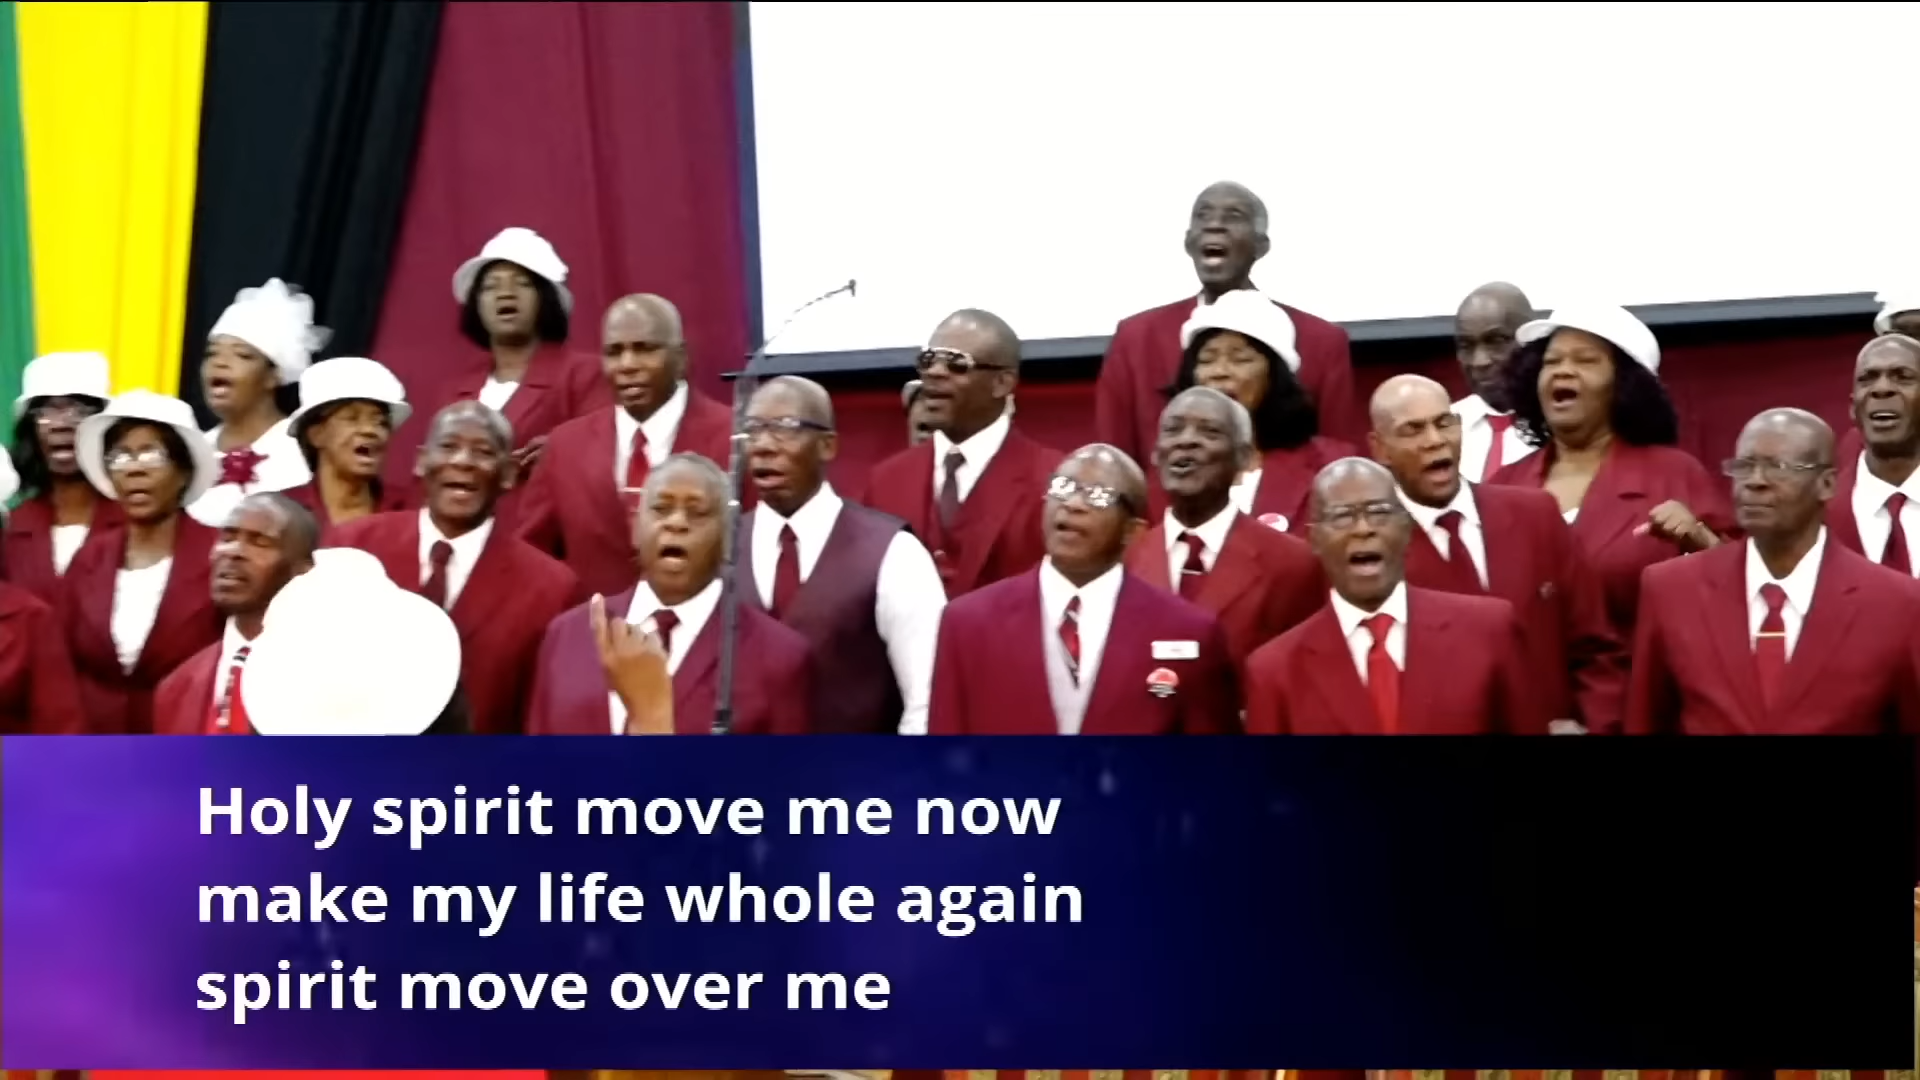 Holy spirit move me now
make my life whole again
spirit move over me